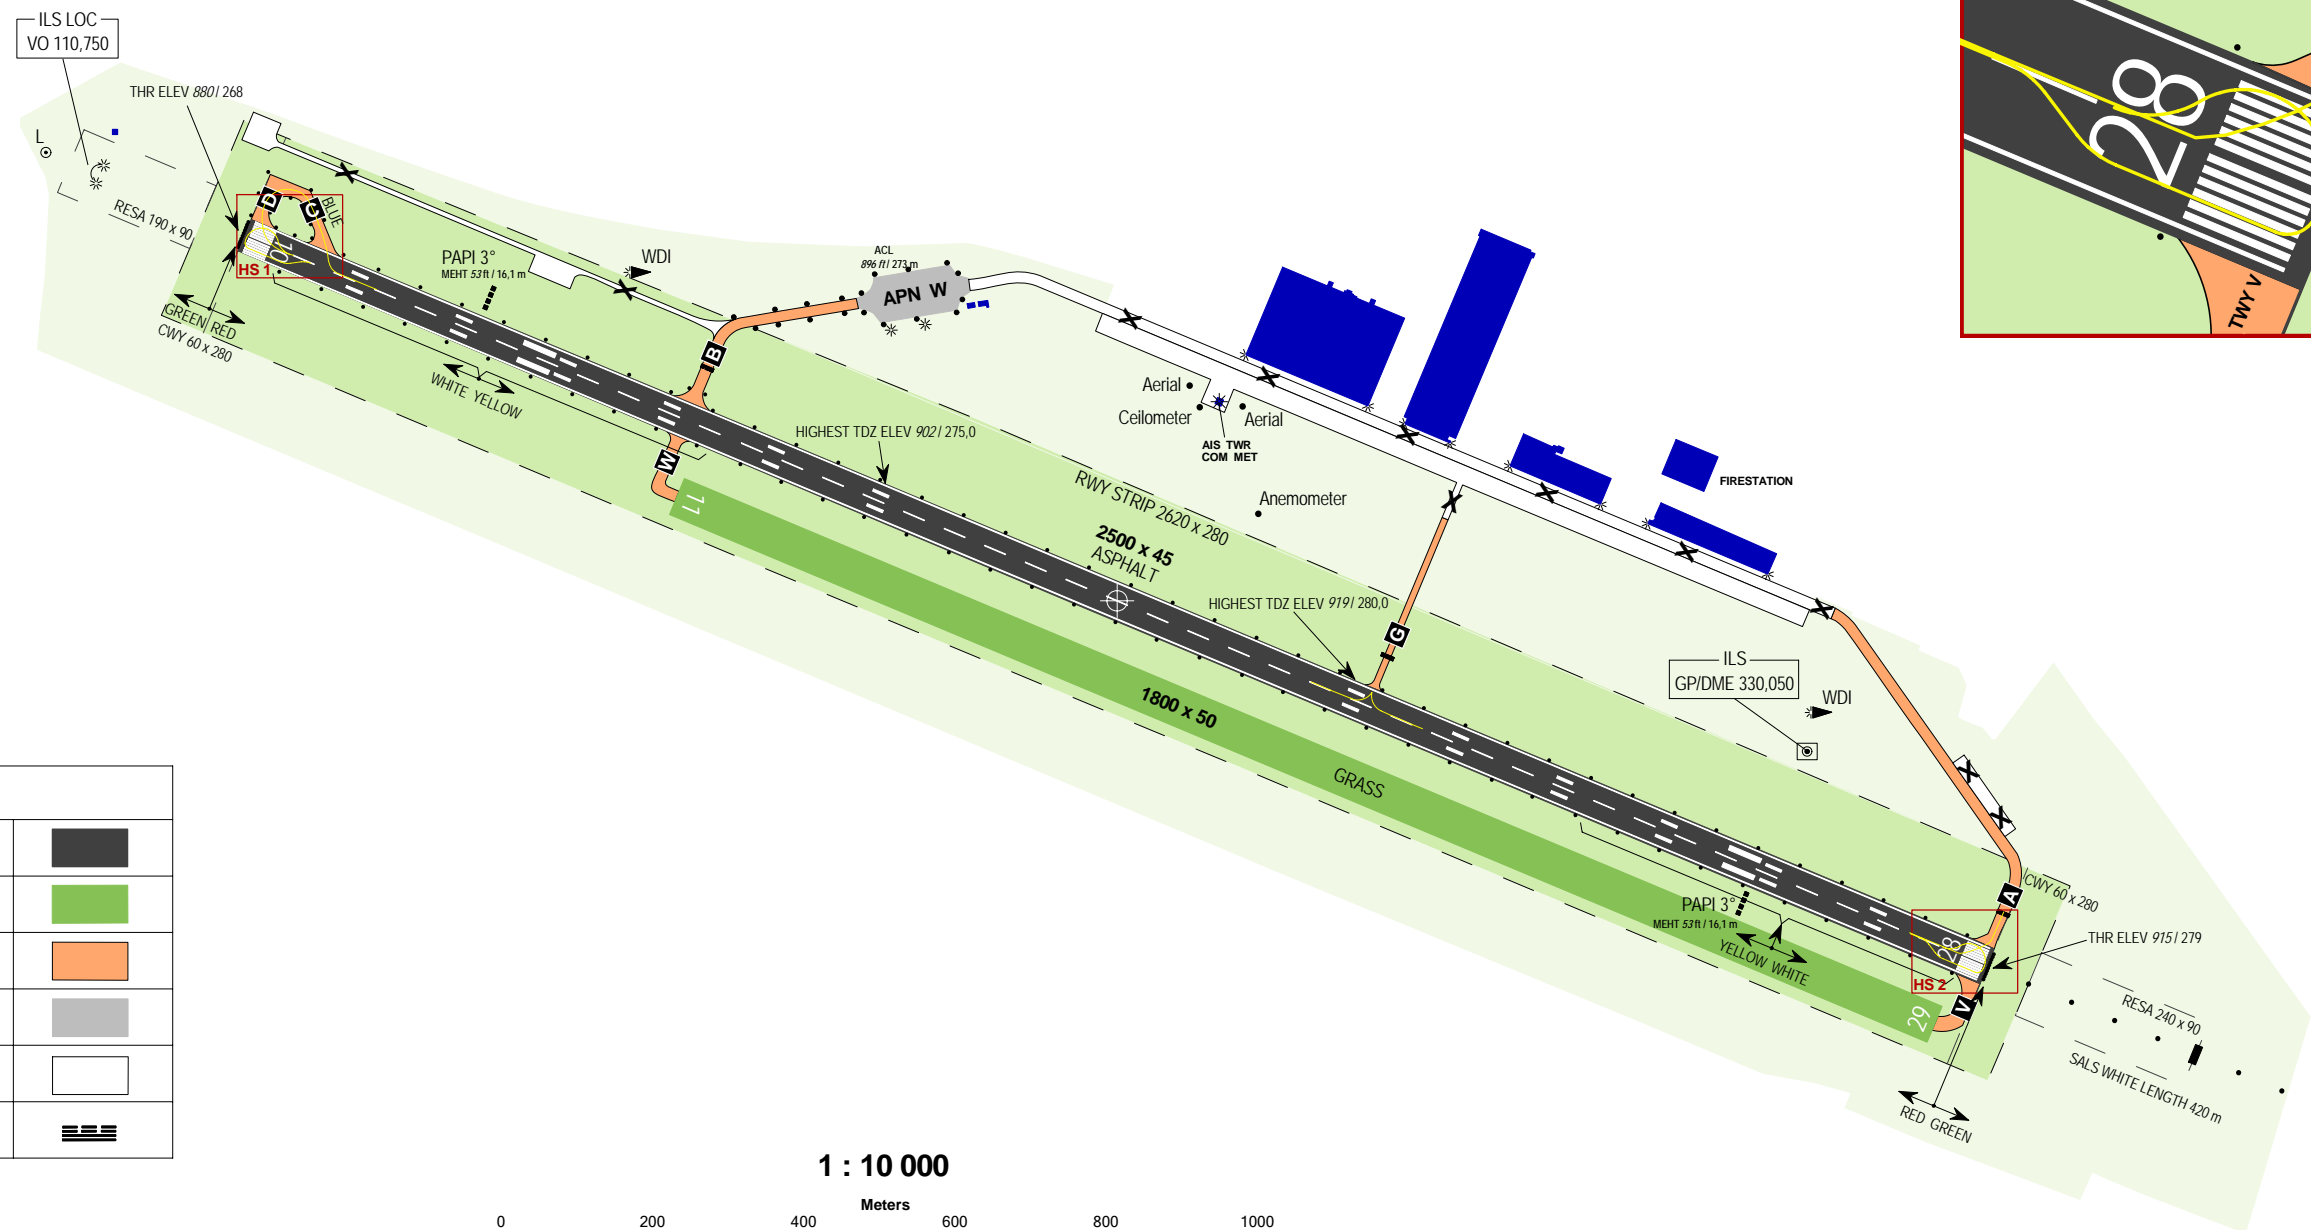 ILS LOC
VO 110,750
THR ELEV 880/ 268
L
RESA 190 x 90
D
C
BLUE
10
HS 1
GREEN RED
CWY 60 x 280
PAPI 3°
MEHT 53 ft / 16,1 m
WHITE YELLOW
WDI
ACL
896 ft/ 273 m
APN W
B
W
11
HIGHEST TDZ ELEV 902/ 275,0
Aerial
Ceilometer
Aerial
AIS TWR
COM MET
Anemometer
RWY STRIP 2620 x 280
2500 x 45
ASPHALT
FIRESTATION
HIGHEST TDZ ELEV 919/ 280,0
G
1800 x 50
GRASS
ILS
GP/DME 330,050
WDI
PAPI 3°
MEHT 53 ft / 16,1 m
YELLOW WHITE
A
CWY 60 x 280
THR ELEV 915/ 279
28
HS 2
V
29
RESA 240 x 90
SALS WHITE LENGTH 420 m
RED GREEN
28
TWY V
1 : 10 000
Meters
0 200 400 600 800 1000